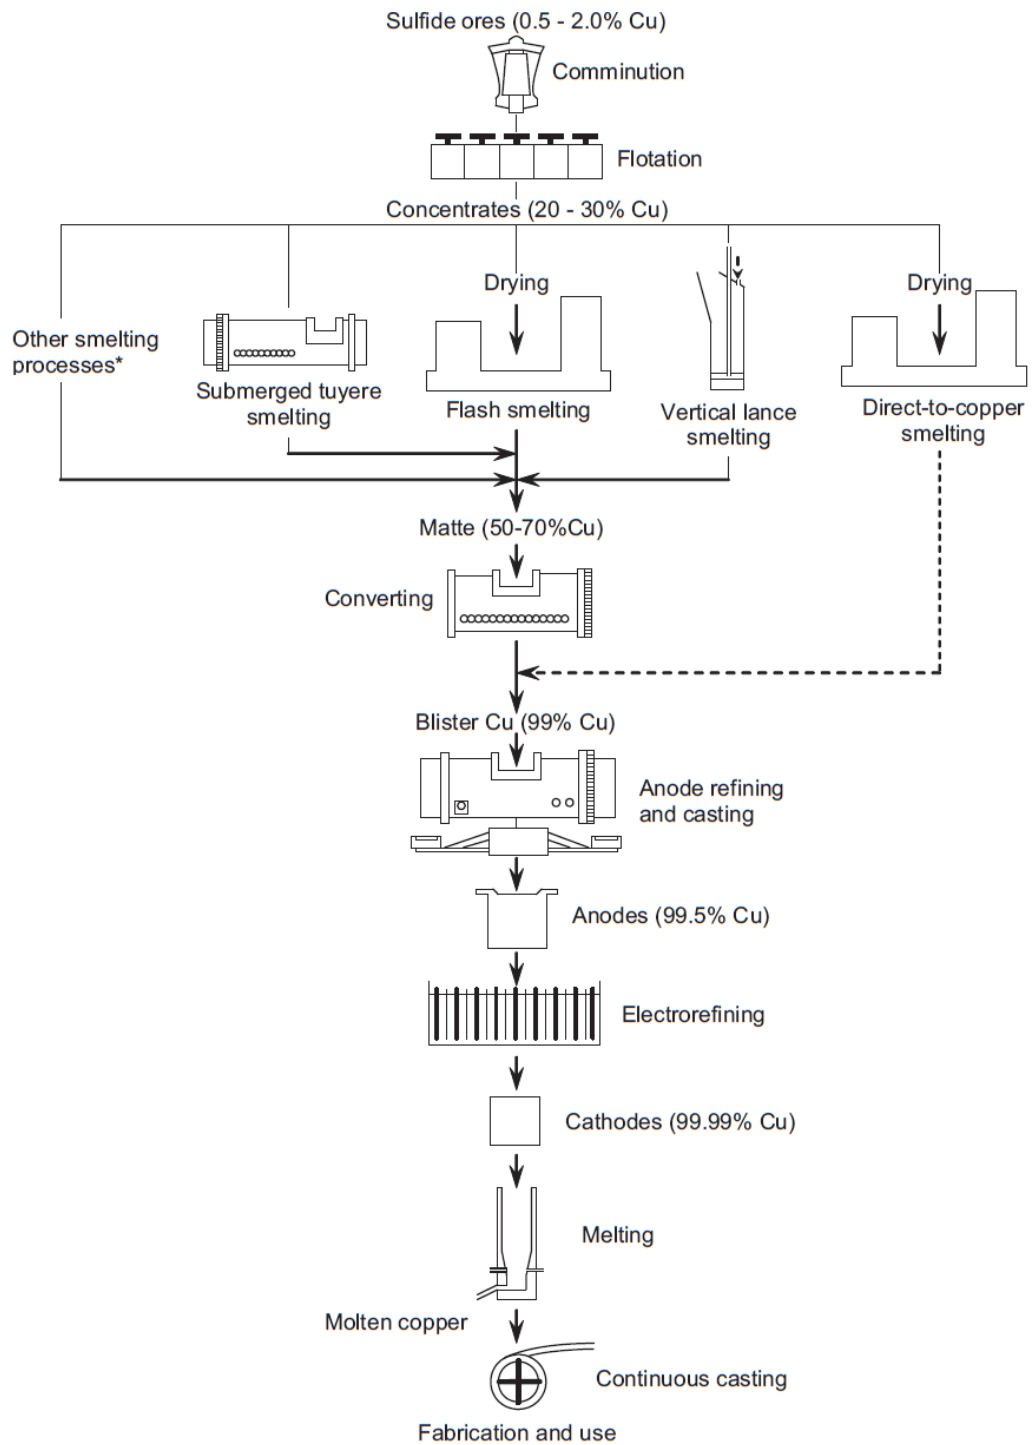 Sulfide ores (0.5 - 2.0% Cu)
Comminution
Flotation
Concentrates (20 - 30% Cu)
Drying
Drying
Other smelting
processes*
Submerged tuyere
smelting
Flash smelting
Vertical lance
smelting
Direct-to-copper
smelting
Matte (50-70%Cu)
Converting
Blister Cu (99% Cu)
Anode refining
and casting
Anodes (99.5% Cu)
Electrorefining
Cathodes (99.99% Cu)
Melting
Molten copper
Continuous casting
Fabrication and use